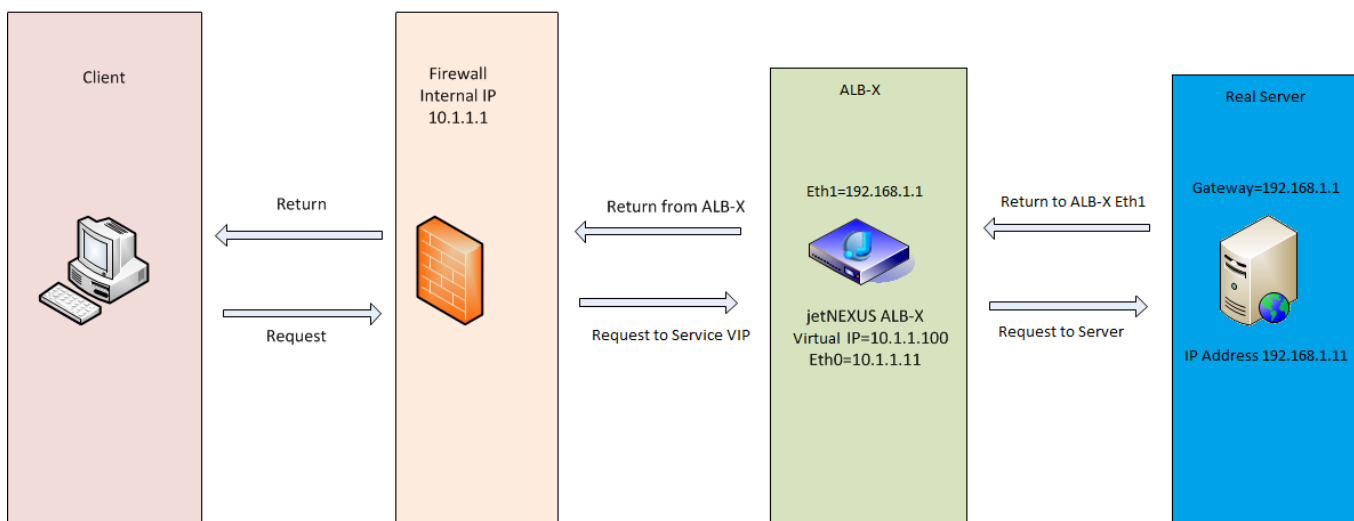 Client
Return
Request
Firewall
Internal IP
10.1.1.1
Return from ALB-X
Request to Service VIP
ALB-X
Eth1=192.168.1.1
jetNEXUS ALB-X
Virtual IP=10.1.1.100
Eth0=10.1.1.11
Return to ALB-X Eth1
Request to Server
Real Server
Gateway=192.168.1.1
IP Address 192.168.1.11